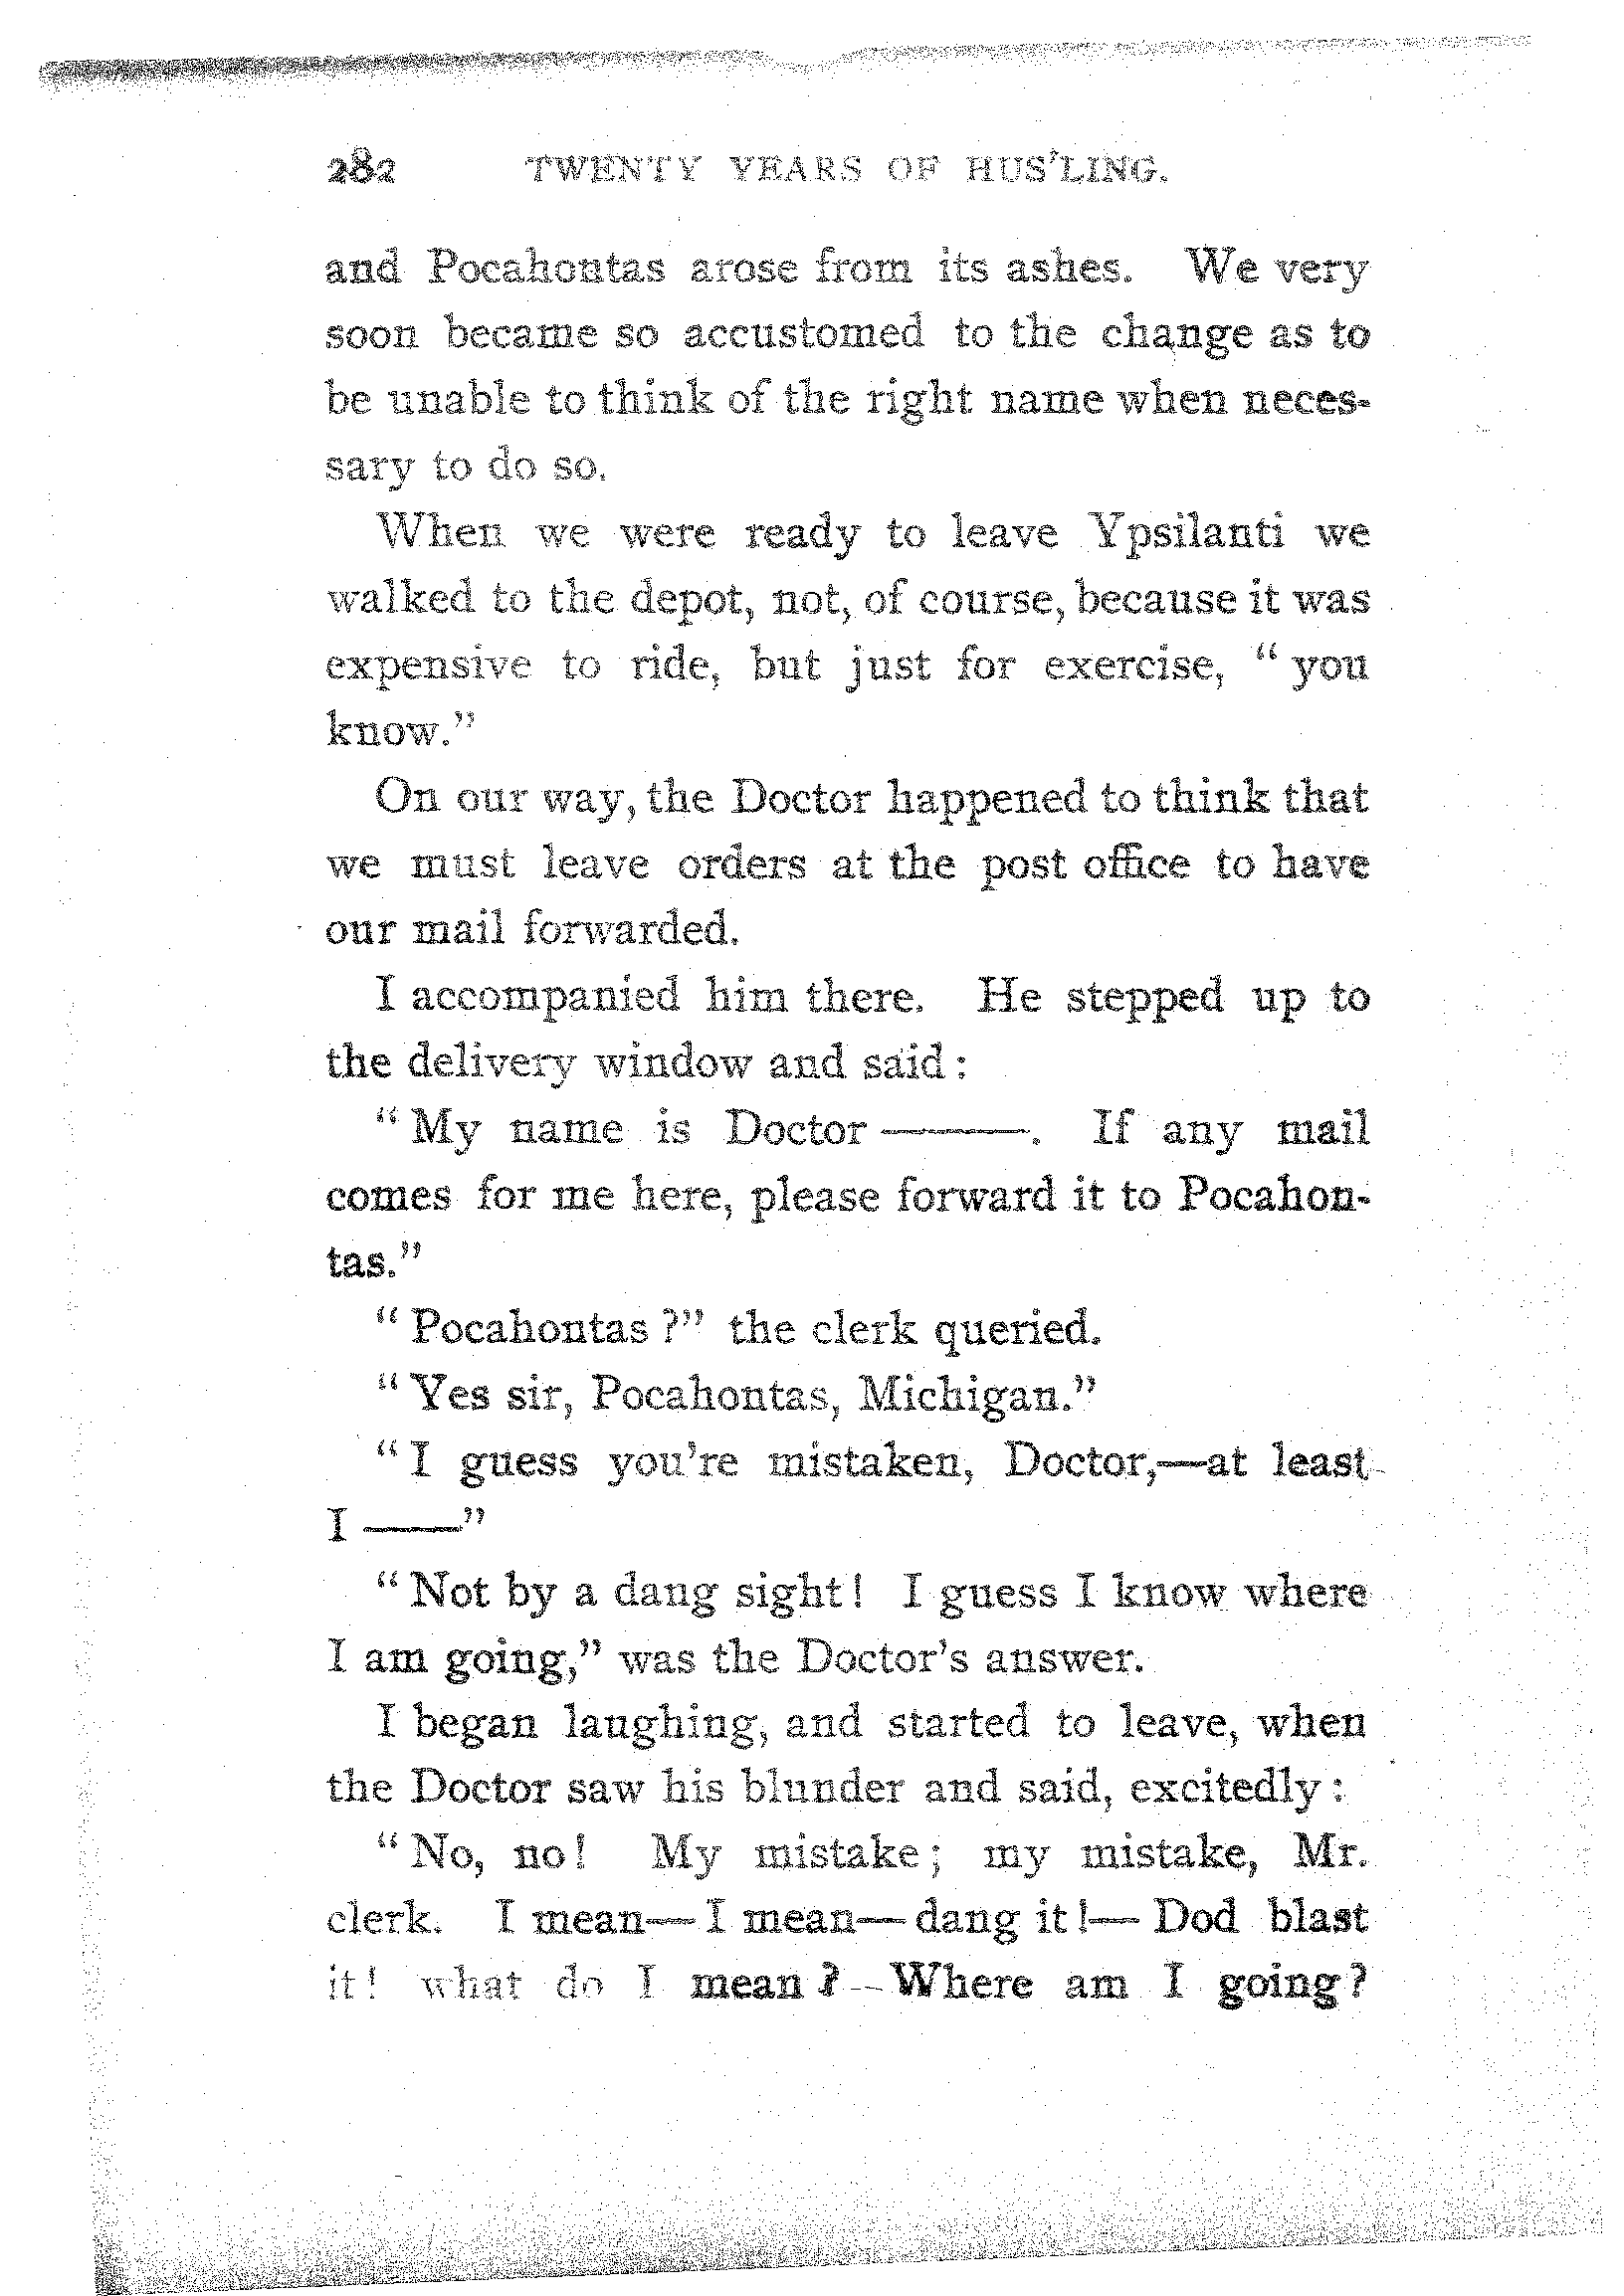 282 TWENTY YEARS OF HUS'LING.
and Pocahontas arose from its ashes. We very
soon became so accustomed to the change as to
be unable to think of the right name when neces-
sary to do so.
When we were ready to leave Ypsilanti we
walked to the depot, not, of course, because it was
expensive to ride, but just for exercise, “you
know.”
On our way, the Doctor happened to think that
we must leave orders at the post office to have
our mail forwarded.
I accompanied him there. He stepped up to
the delivery window and said:
“My name is Doctor ———. If any mail
comes for me here, please forward it to Pocahon-
tas.”
“Pocahontas?” the clerk queried.
“Yes sir, Pocahontas, Michigan.”
“I guess you're mistaken, Doctor,—at least
I ——”
“Not by a dang sight! I guess I know where
I am going,” was the Doctor's answer.
I began laughing, and started to leave, when
the Doctor saw his blunder and said, excitedly:
“No, no! My mistake; my mistake, Mr.
clerk. I mean—I mean—dang it!—Dod blast
it! what do I mean?—Where am I going?